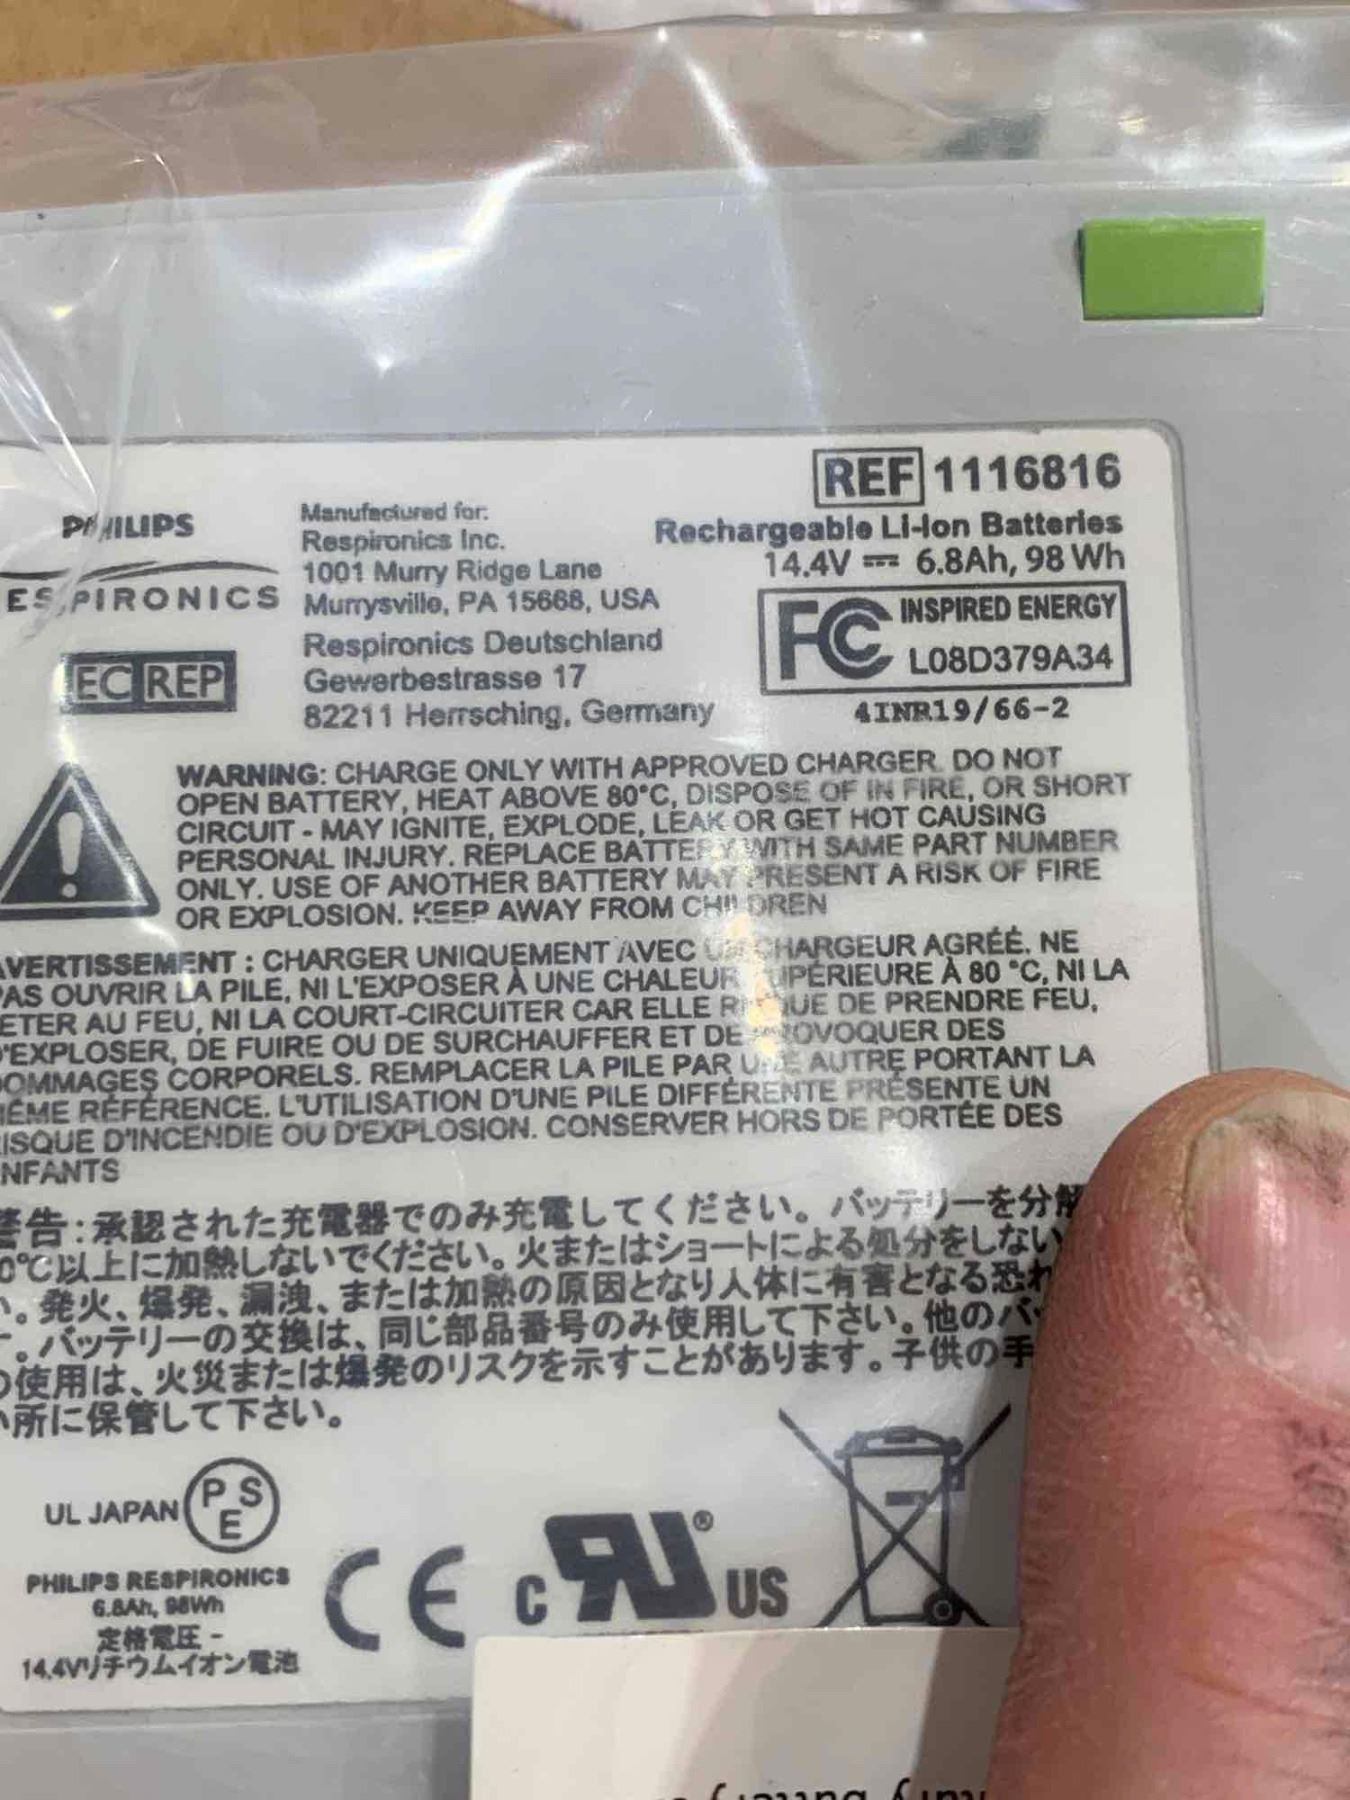 REF 1116816
Rechargeable Li-Ion Batteries
14.4V ⎓ 6.8Ah, 98 Wh
FC INSPIRED ENERGY
L08D379A34
4INR19/66-2
PHILIPS
ESPIRONICS
EC REP
Manufactured for:
Respironics Inc.
1001 Murry Ridge Lane
Murrysville, PA 15668, USA
Respironics Deutschland
Gewerbestrasse 17
82211 Herrsching, Germany
WARNING: CHARGE ONLY WITH APPROVED CHARGER. DO NOT
OPEN BATTERY, HEAT ABOVE 80°C, DISPOSE OF IN FIRE, OR SHORT
CIRCUIT - MAY IGNITE, EXPLODE, LEAK OR GET HOT CAUSING
PERSONAL INJURY. REPLACE BATTERY WITH SAME PART NUMBER
ONLY. USE OF ANOTHER BATTERY MAY PRESENT A RISK OF FIRE
OR EXPLOSION. KEEP AWAY FROM CHILDREN
AVERTISSEMENT : CHARGER UNIQUEMENT AVEC UN CHARGEUR AGRÉÉ. NE
PAS OUVRIR LA PILE, NI L'EXPOSER À UNE CHALEUR SUPÉRIEURE À 80 °C, NI LA
ETER AU FEU, NI LA COURT-CIRCUITER CAR ELLE RISQUE DE PRENDRE FEU,
D'EXPLOSER, DE FUIRE OU DE SURCHAUFFER ET DE PROVOQUER DES
DOMMAGES CORPORELS. REMPLACER LA PILE PAR UNE AUTRE PORTANT LA
MÊME RÉFÉRENCE. L'UTILISATION D'UNE PILE DIFFÉRENTE PRÉSENTE UN
RISQUE D'INCENDIE OU D'EXPLOSION. CONSERVER HORS DE PORTÉE DES
NFANTS
警告 : 承認された充電器でのみ充電してください。バッテリーを分解
0°C以上に加熱しないでください。火またはショートによる処分をしない
い。発火、爆発、漏洩、または加熱の原因となり人体に有害となる恐れ
。バッテリーの交換は、同じ部品番号のみ使用して下さい。他のバッ
の使用は、火災または爆発のリスクを示すことがあります。子供の手
い所に保管して下さい。
UL JAPAN PSE
PHILIPS RESPIRONICS
6.8Ah, 98Wh
定格電圧 -
14.4Vリチウムイオン電池
CE
c UR ® US